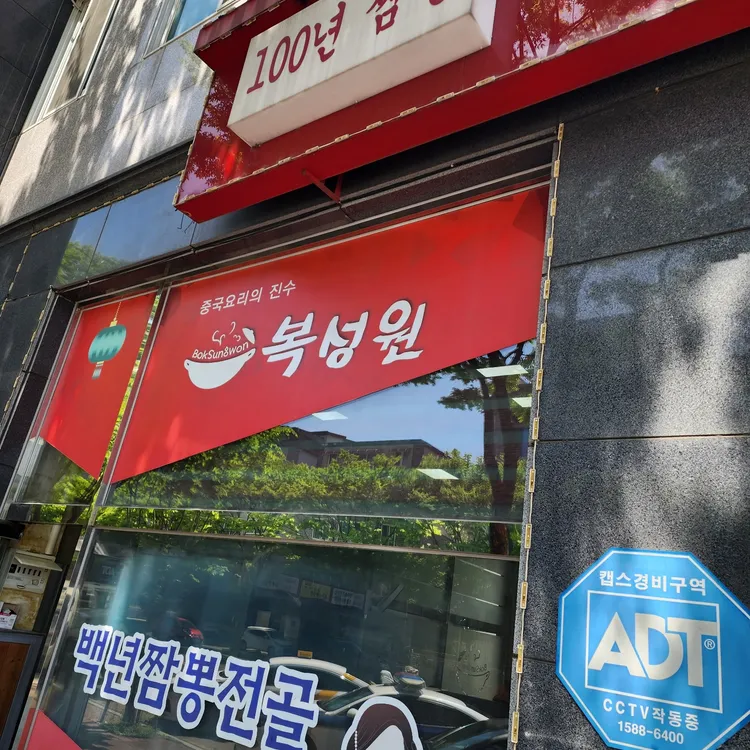 100년 짬
중국요리의 진수
BokSungWon
복성원
백년짬뽕전골
캡스경비구역
ADT®
CCTV작동중
1588-6400